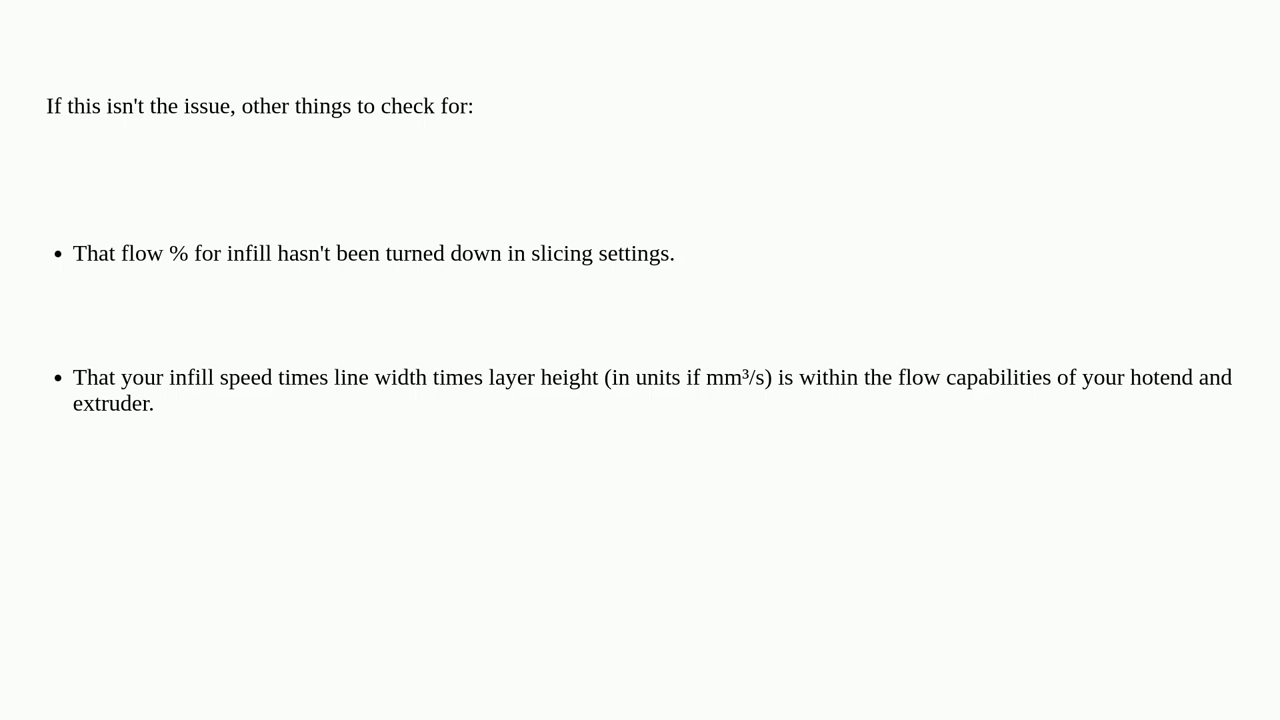 If this isn't the issue, other things to check for:
• That flow % for infill hasn't been turned down in slicing settings.
• That your infill speed times line width times layer height (in units if mm³/s) is within the flow capabilities of your hotend and
extruder.